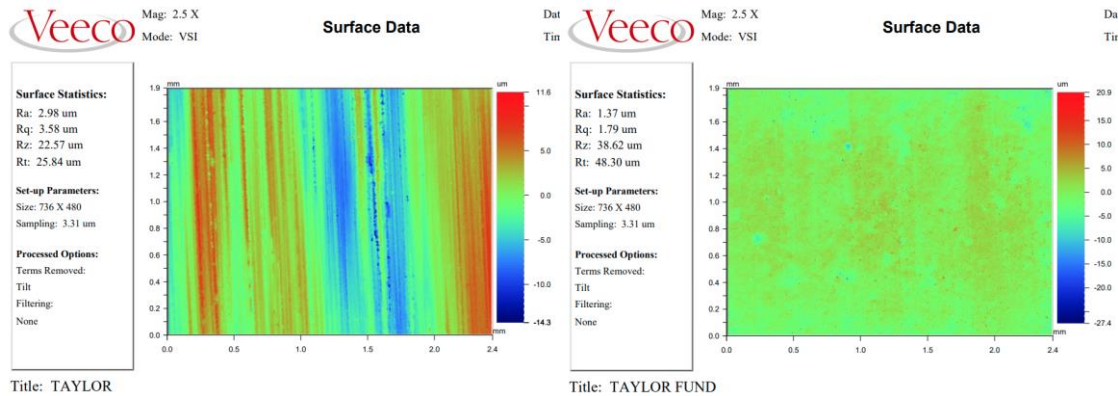 Veeco
Mag: 2.5 X
Mode: VSI
Surface Data
Dat
Tin
Surface Statistics:
Ra: 2.98 um
Rq: 3.58 um
Rz: 22.57 um
Rt: 25.84 um
Set-up Parameters:
Size: 736 X 480
Sampling: 3.31 um
Processed Options:
Terms Removed:
Tilt
Filtering:
None
mm
1.9
1.6
1.4
1.2
1.0
0.8
0.6
0.4
0.2
0.0
0.0
0.5
1.0
1.5
2.0
2.4
mm
um
11.6
5.0
0.0
-5.0
-10.0
-14.3
Title: TAYLOR
Veeco
Mag: 2.5 X
Mode: VSI
Surface Data
Dat
Tir
Surface Statistics:
Ra: 1.37 um
Rq: 1.79 um
Rz: 38.62 um
Rt: 48.30 um
Set-up Parameters:
Size: 736 X 480
Sampling: 3.31 um
Processed Options:
Terms Removed:
Tilt
Filtering:
None
mm
1.9
1.6
1.4
1.2
1.0
0.8
0.6
0.4
0.2
0.0
0.0
0.5
1.0
1.5
2.0
2.4
mm
um
20.9
15.0
10.0
5.0
0.0
-5.0
-10.0
-15.0
-20.0
-27.4
Title: TAYLOR FUND